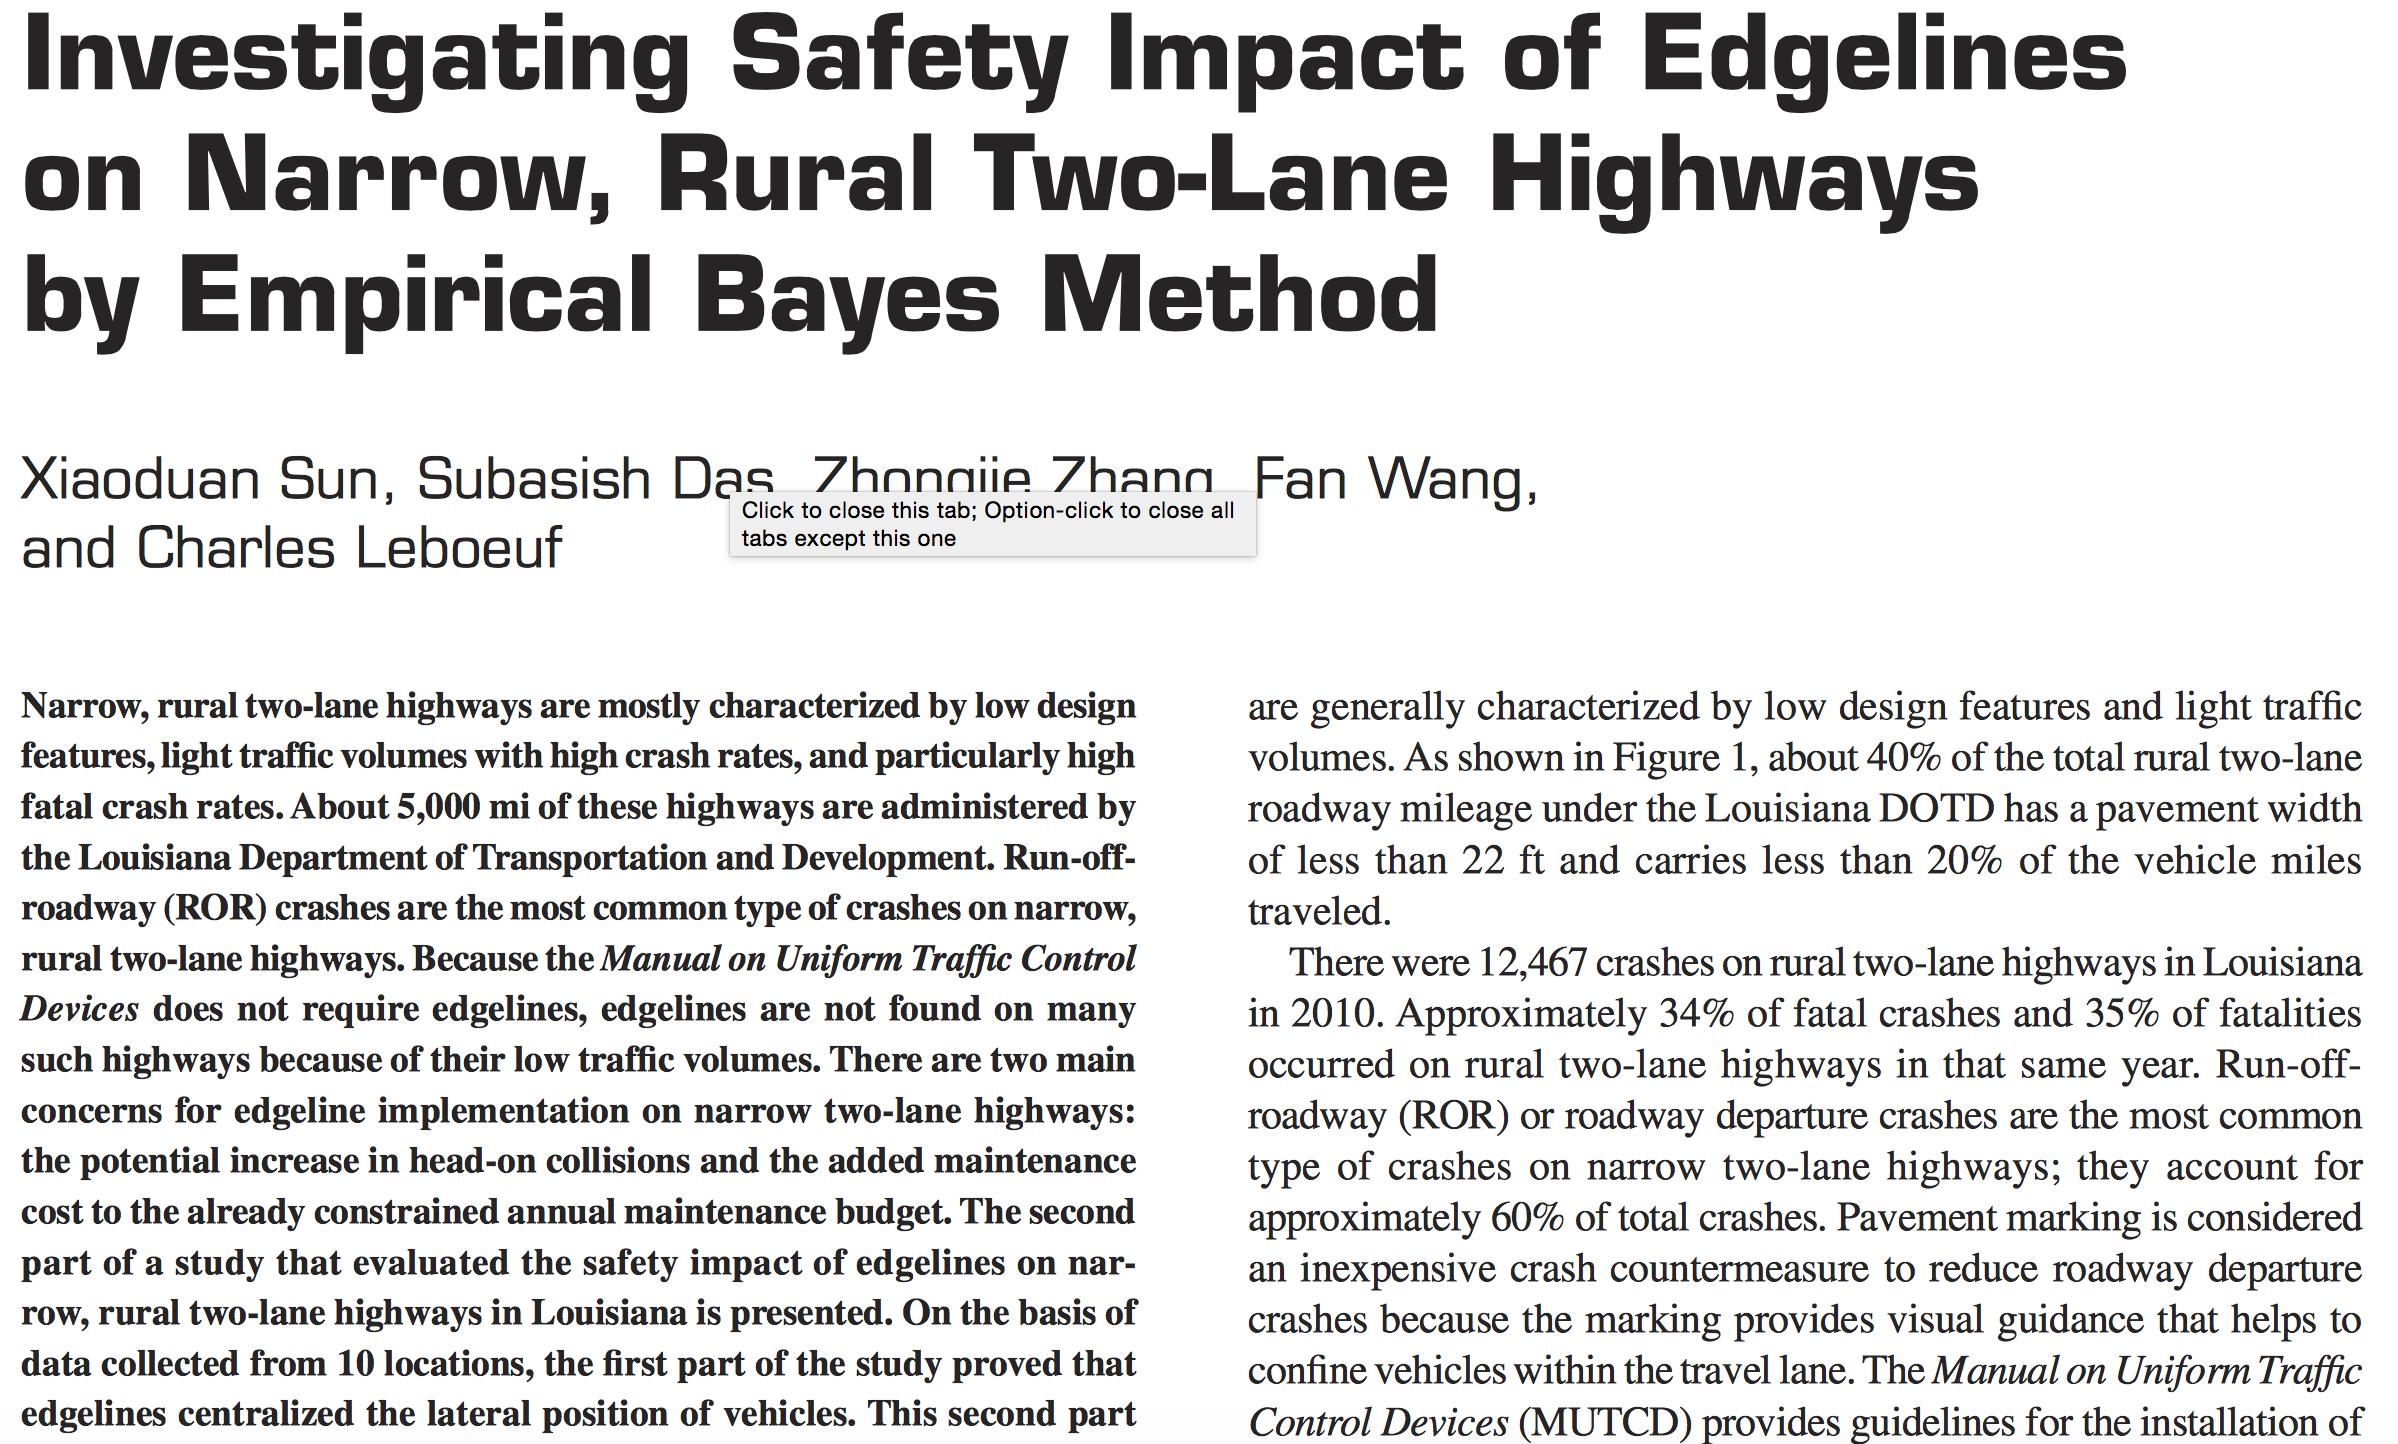 Investigating Safety Impact of Edgelines
on Narrow, Rural Two-Lane Highways
by Empirical Bayes Method
Xiaoduan Sun, Subasish Das, Zhongjie Zhang, Fan Wang,
and Charles Leboeuf
Click to close this tab; Option-click to close all
tabs except this one
Narrow, rural two-lane highways are mostly characterized by low design
features, light traffic volumes with high crash rates, and particularly high
fatal crash rates. About 5,000 mi of these highways are administered by
the Louisiana Department of Transportation and Development. Run-off-
roadway (ROR) crashes are the most common type of crashes on narrow,
rural two-lane highways. Because the Manual on Uniform Traffic Control
Devices does not require edgelines, edgelines are not found on many
such highways because of their low traffic volumes. There are two main
concerns for edgeline implementation on narrow two-lane highways:
the potential increase in head-on collisions and the added maintenance
cost to the already constrained annual maintenance budget. The second
part of a study that evaluated the safety impact of edgelines on nar-
row, rural two-lane highways in Louisiana is presented. On the basis of
data collected from 10 locations, the first part of the study proved that
edgelines centralized the lateral position of vehicles. This second part
are generally characterized by low design features and light traffic
volumes. As shown in Figure 1, about 40% of the total rural two-lane
roadway mileage under the Louisiana DOTD has a pavement width
of less than 22 ft and carries less than 20% of the vehicle miles
traveled.
There were 12,467 crashes on rural two-lane highways in Louisiana
in 2010. Approximately 34% of fatal crashes and 35% of fatalities
occurred on rural two-lane highways in that same year. Run-off-
roadway (ROR) or roadway departure crashes are the most common
type of crashes on narrow two-lane highways; they account for
approximately 60% of total crashes. Pavement marking is considered
an inexpensive crash countermeasure to reduce roadway departure
crashes because the marking provides visual guidance that helps to
confine vehicles within the travel lane. The Manual on Uniform Traffic
Control Devices (MUTCD) provides guidelines for the installation of